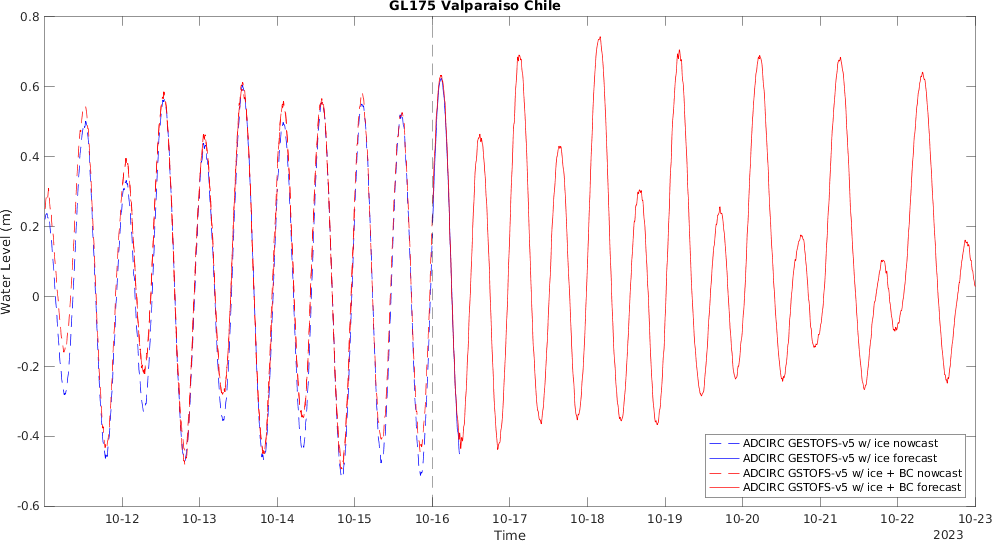 GL175 Valparaiso Chile
0.8
0.6
0.4
0.2
0
-0.2
-0.4
-0.6
Water Level (m)
10-12 10-13 10-14 10-15 10-16 10-17 10-18 10-19 10-20 10-21 10-22 10-23
Time
2023
ADCIRC GESTOFS-v5 w/ ice nowcast
ADCIRC GESTOFS-v5 w/ ice forecast
ADCIRC GSTOFS-v5 w/ ice + BC nowcast
ADCIRC GSTOFS-v5 w/ ice + BC forecast